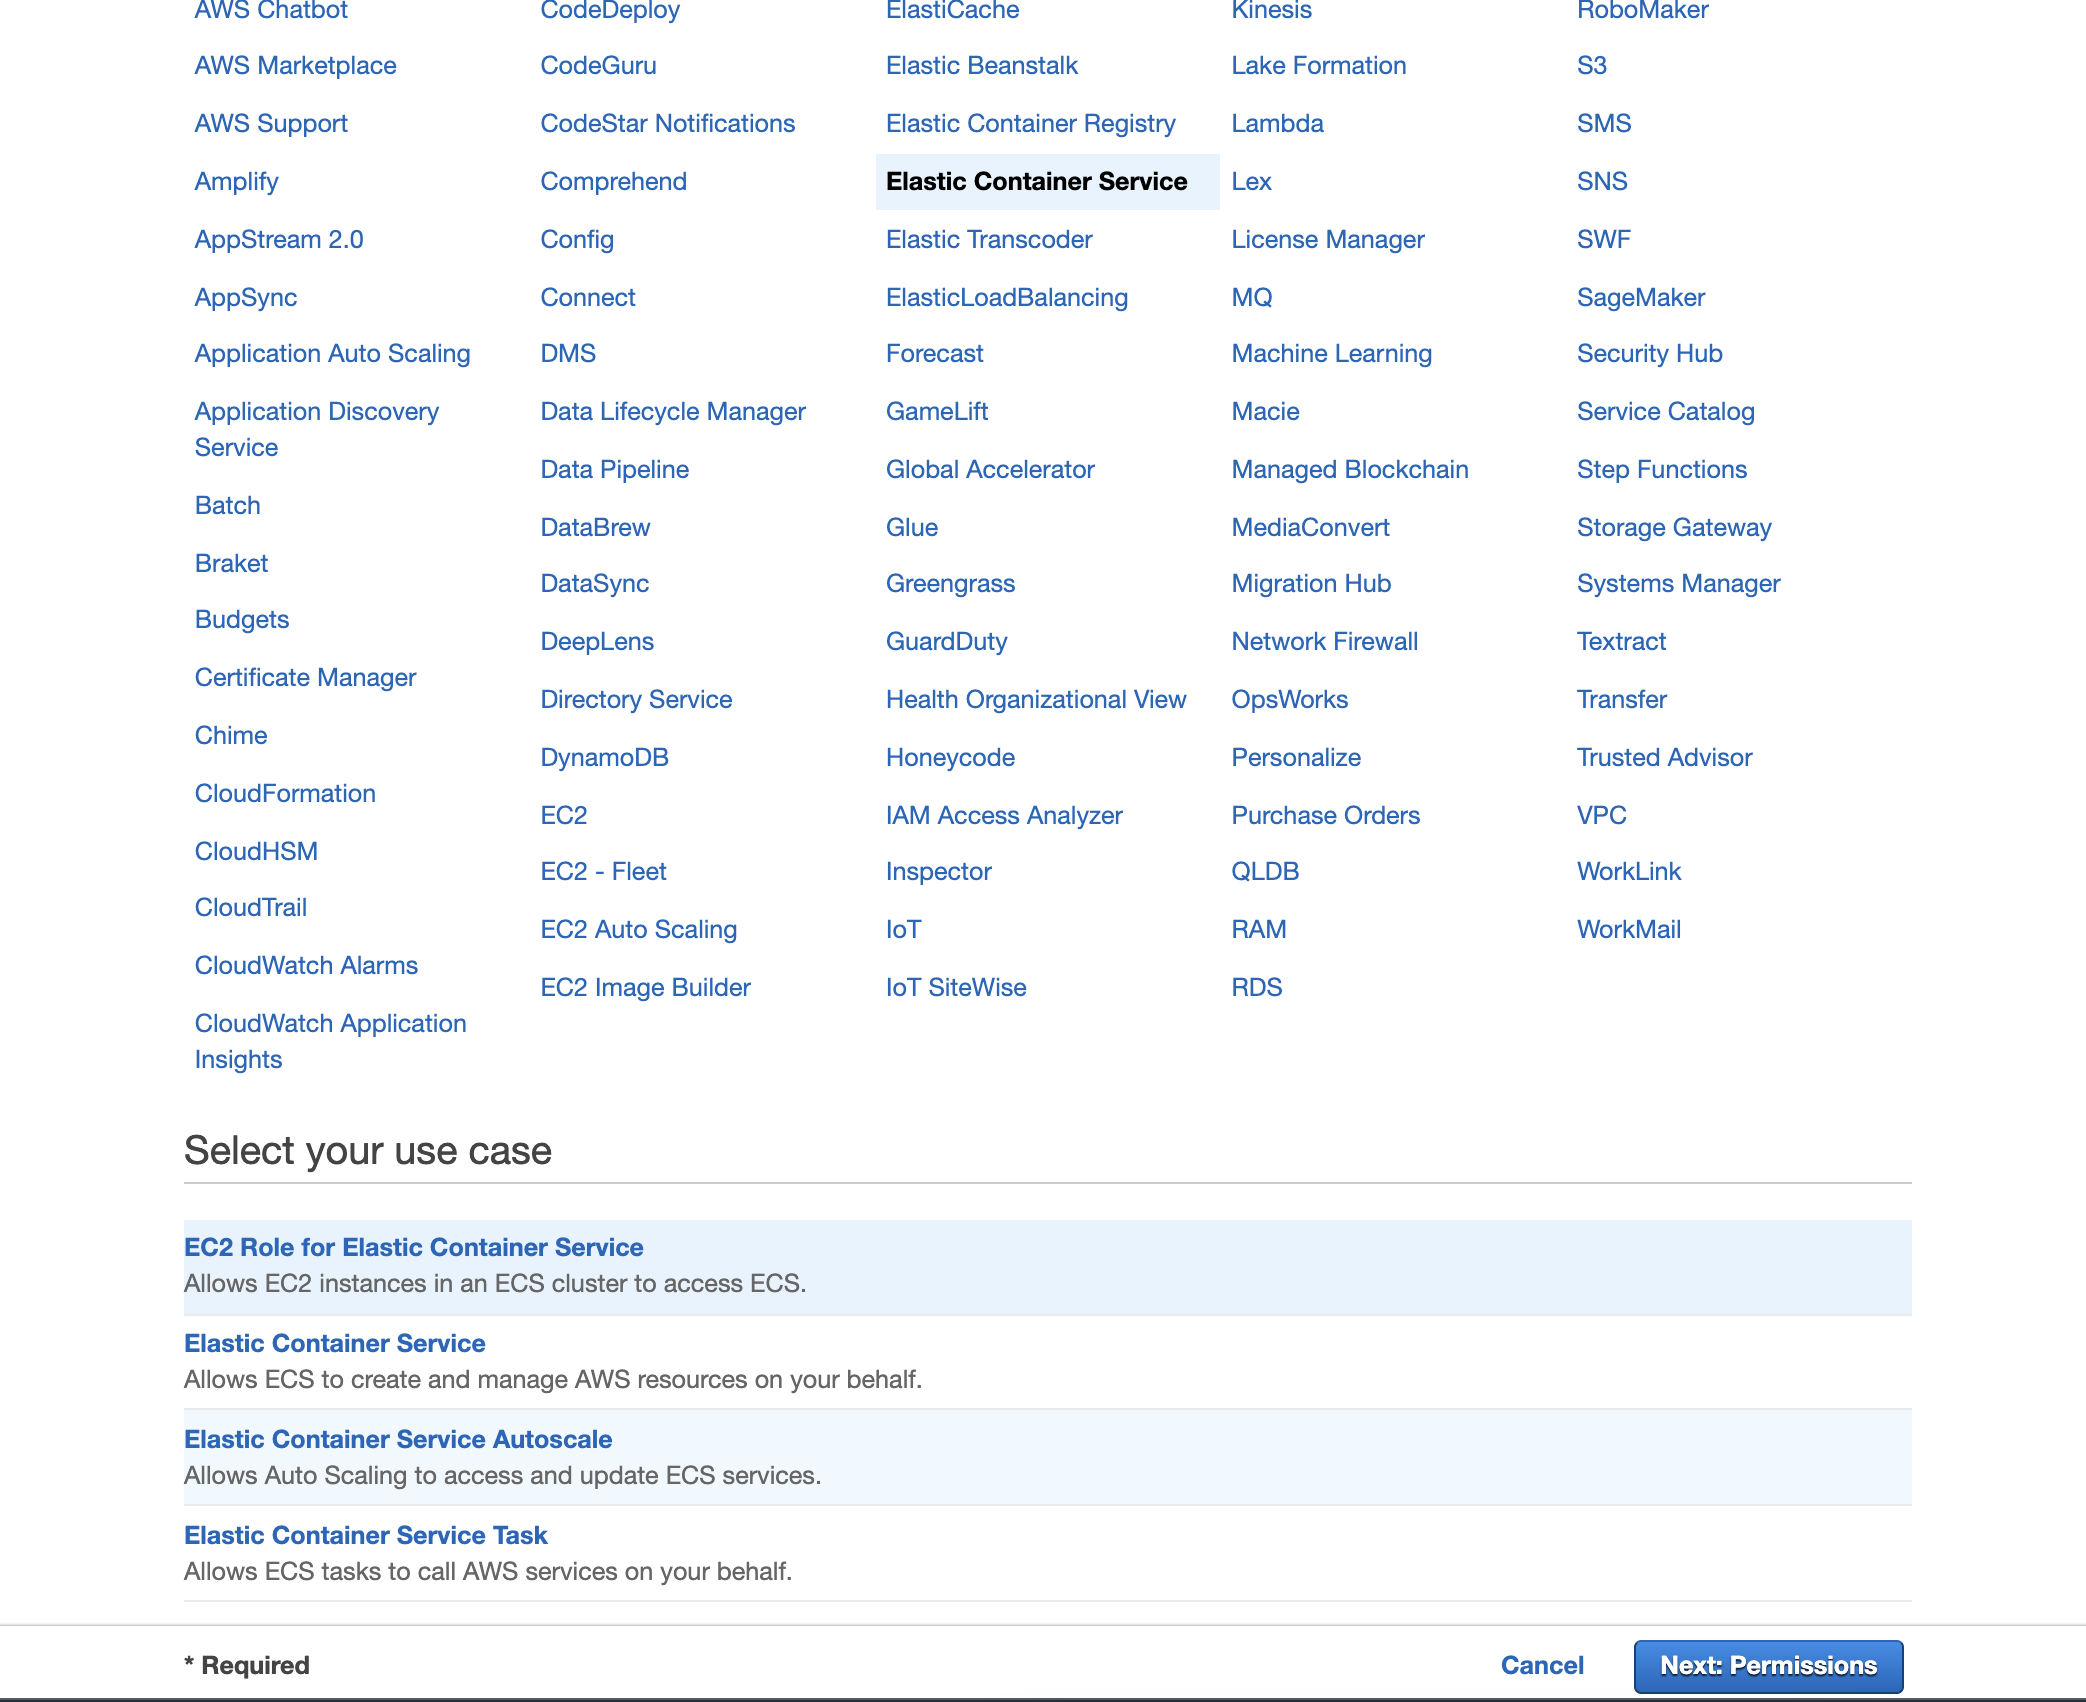 AWS Chatbot
AWS Marketplace
AWS Support
Amplify
AppStream 2.0
AppSync
Application Auto Scaling
Application Discovery
Service
Batch
Braket
Budgets
Certificate Manager
Chime
CloudFormation
CloudHSM
CloudTrail
CloudWatch Alarms
CloudWatch Application
Insights
CodeDeploy
CodeGuru
CodeStar Notifications
Comprehend
Config
Connect
DMS
Data Lifecycle Manager
Data Pipeline
DataBrew
DataSync
DeepLens
Directory Service
DynamoDB
EC2
EC2 - Fleet
EC2 Auto Scaling
EC2 Image Builder
ElastiCache
Elastic Beanstalk
Elastic Container Registry
Elastic Container Service
Elastic Transcoder
ElasticLoadBalancing
Forecast
GameLift
Global Accelerator
Glue
Greengrass
GuardDuty
Health Organizational View
Honeycode
IAM Access Analyzer
Inspector
IoT
IoT SiteWise
Kinesis
Lake Formation
Lambda
Lex
License Manager
MQ
Machine Learning
Macie
Managed Blockchain
MediaConvert
Migration Hub
Network Firewall
OpsWorks
Personalize
Purchase Orders
QLDB
RAM
RDS
RoboMaker
S3
SMS
SNS
SWF
SageMaker
Security Hub
Service Catalog
Step Functions
Storage Gateway
Systems Manager
Textract
Transfer
Trusted Advisor
VPC
WorkLink
WorkMail
Select your use case
EC2 Role for Elastic Container Service
Allows EC2 instances in an ECS cluster to access ECS.
Elastic Container Service
Allows ECS to create and manage AWS resources on your behalf.
Elastic Container Service Autoscale
Allows Auto Scaling to access and update ECS services.
Elastic Container Service Task
Allows ECS tasks to call AWS services on your behalf.
* Required
Cancel
Next: Permissions